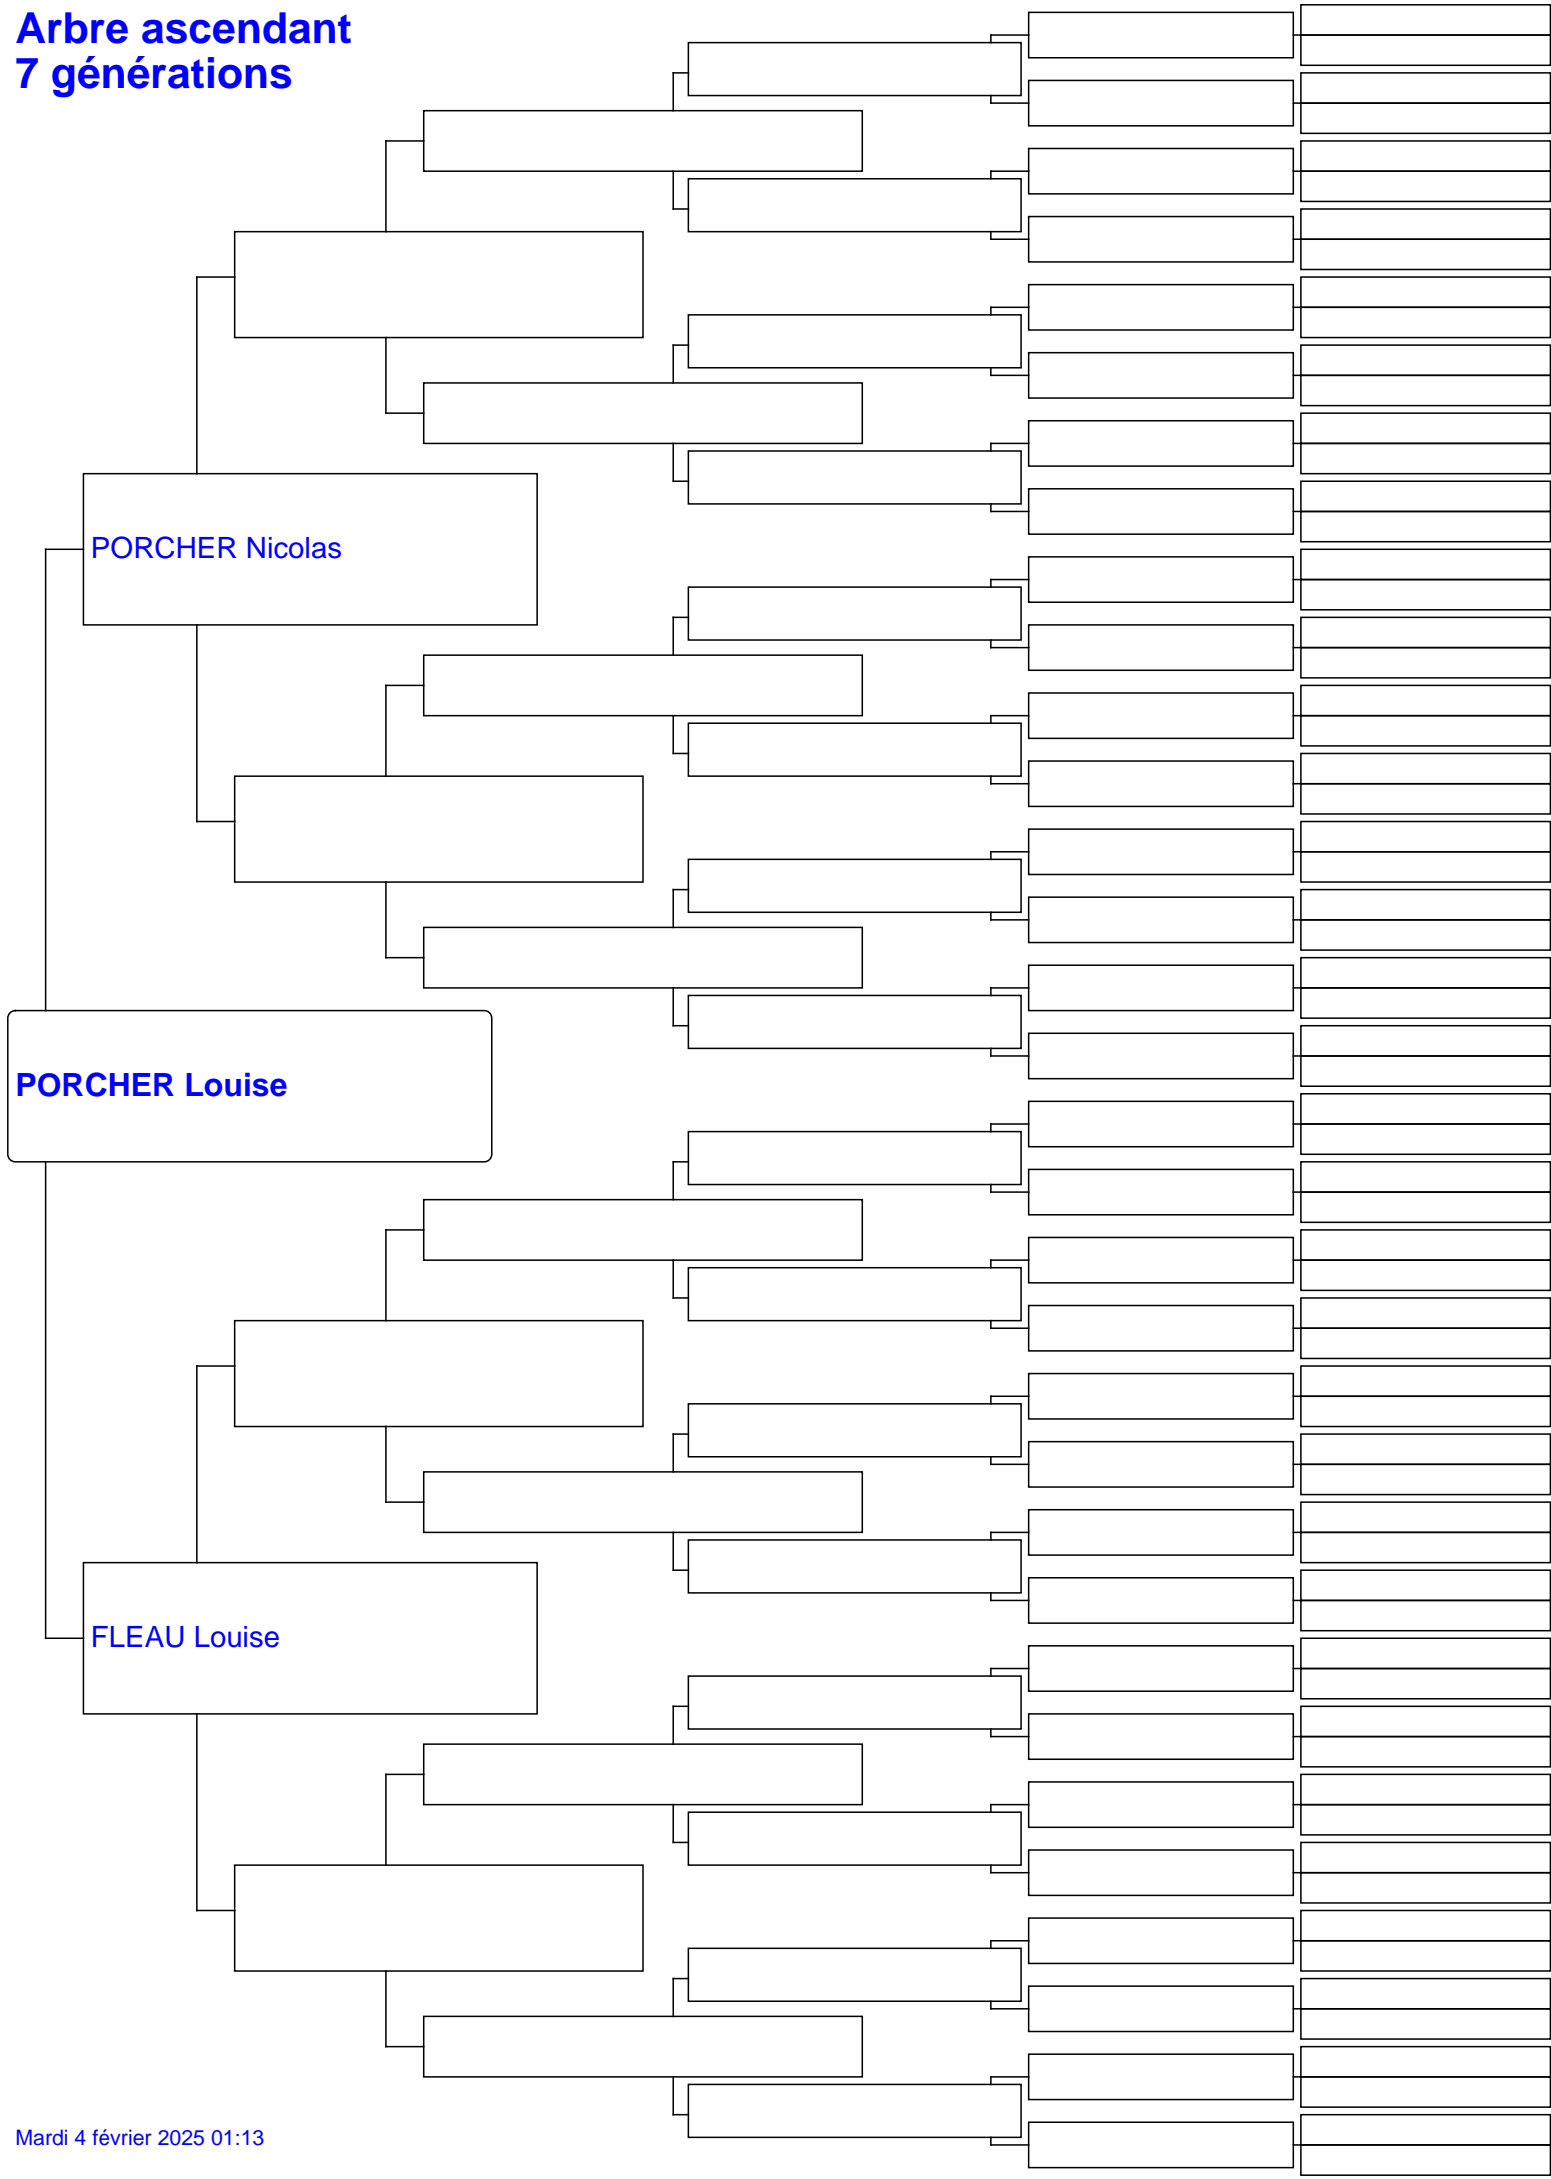 Arbre ascendant
7 générations
PORCHER Nicolas
PORCHER Louise
FLEAU Louise
Mardi 4 février 2025 01:13